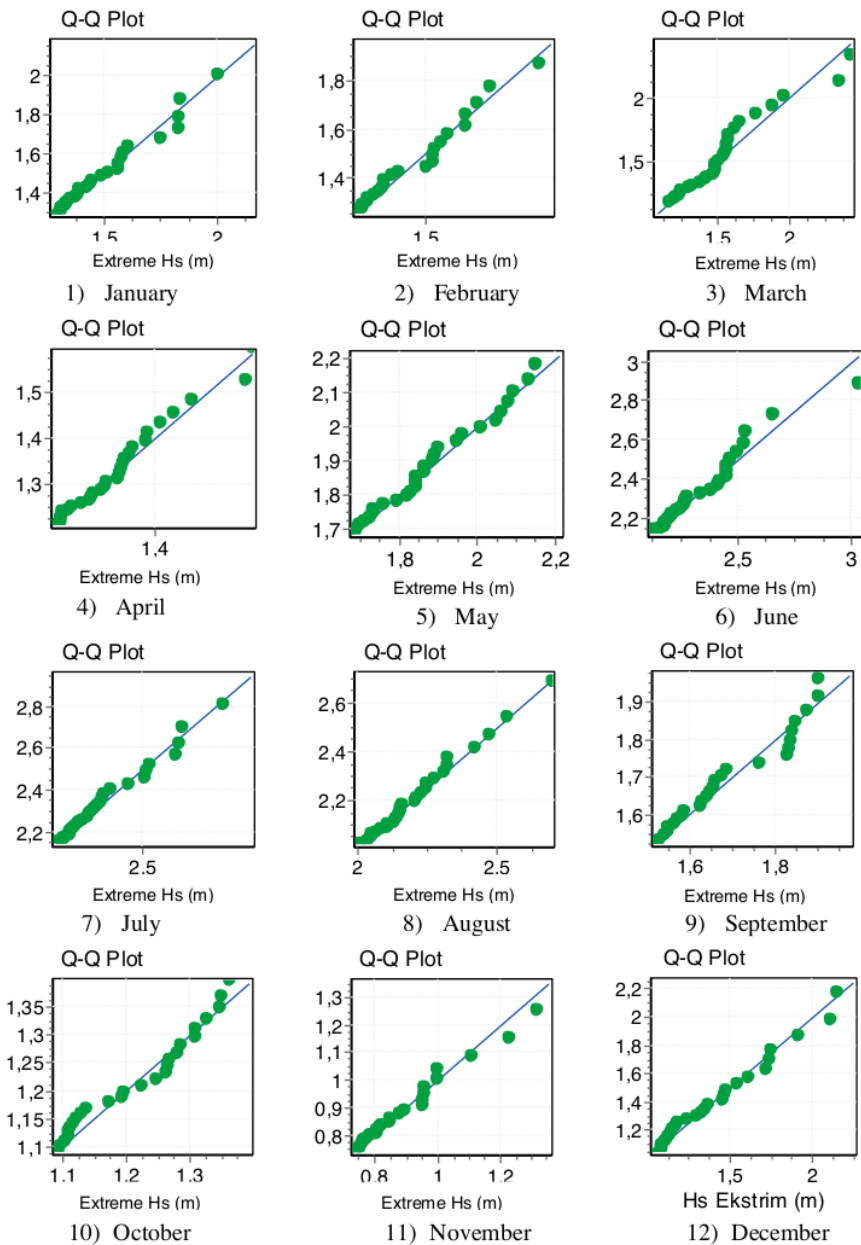 Q-Q Plot Q-Q Plot Q-Q Plot
2
1,8
1,6
1,4
1.5 2
Extreme Hs (m)
1,8
1,6
1,4
1.5
Extreme Hs (m)
2
1,5
1.5 2
Extreme Hs (m)
1) January 2) February 3) March
Q-Q Plot Q-Q Plot Q-Q Plot
1,5
1,4
1,3
1,4
Extreme Hs (m)
2,2
2,1
2
1,9
1,8
1,7
1,8 2 2,2
Extreme Hs (m)
3
2,8
2,6
2,4
2,2
2.5 3
Extreme Hs (m)
4) April 5) May 6) June
Q-Q Plot Q-Q Plot Q-Q Plot
2,8
2,6
2,4
2,2
2.5
Extreme Hs (m)
2,6
2,4
2,2
2 2.5
Extreme Hs (m)
1,9
1,8
1,7
1,6
1,6 1,8
Extreme Hs (m)
7) July 8) August 9) September
Q-Q Plot Q-Q Plot Q-Q Plot
1,35
1,3
1,25
1,2
1,15
1,1
1.1 1.2 1.3
Extreme Hs (m)
1,3
1,2
1,1
1
0,9
0,8
0.8 1 1.2
Extreme Hs (m)
2,2
2
1,8
1,6
1,4
1,2
1,5 2
Hs Ekstrim (m)
10) October 11) November 12) December